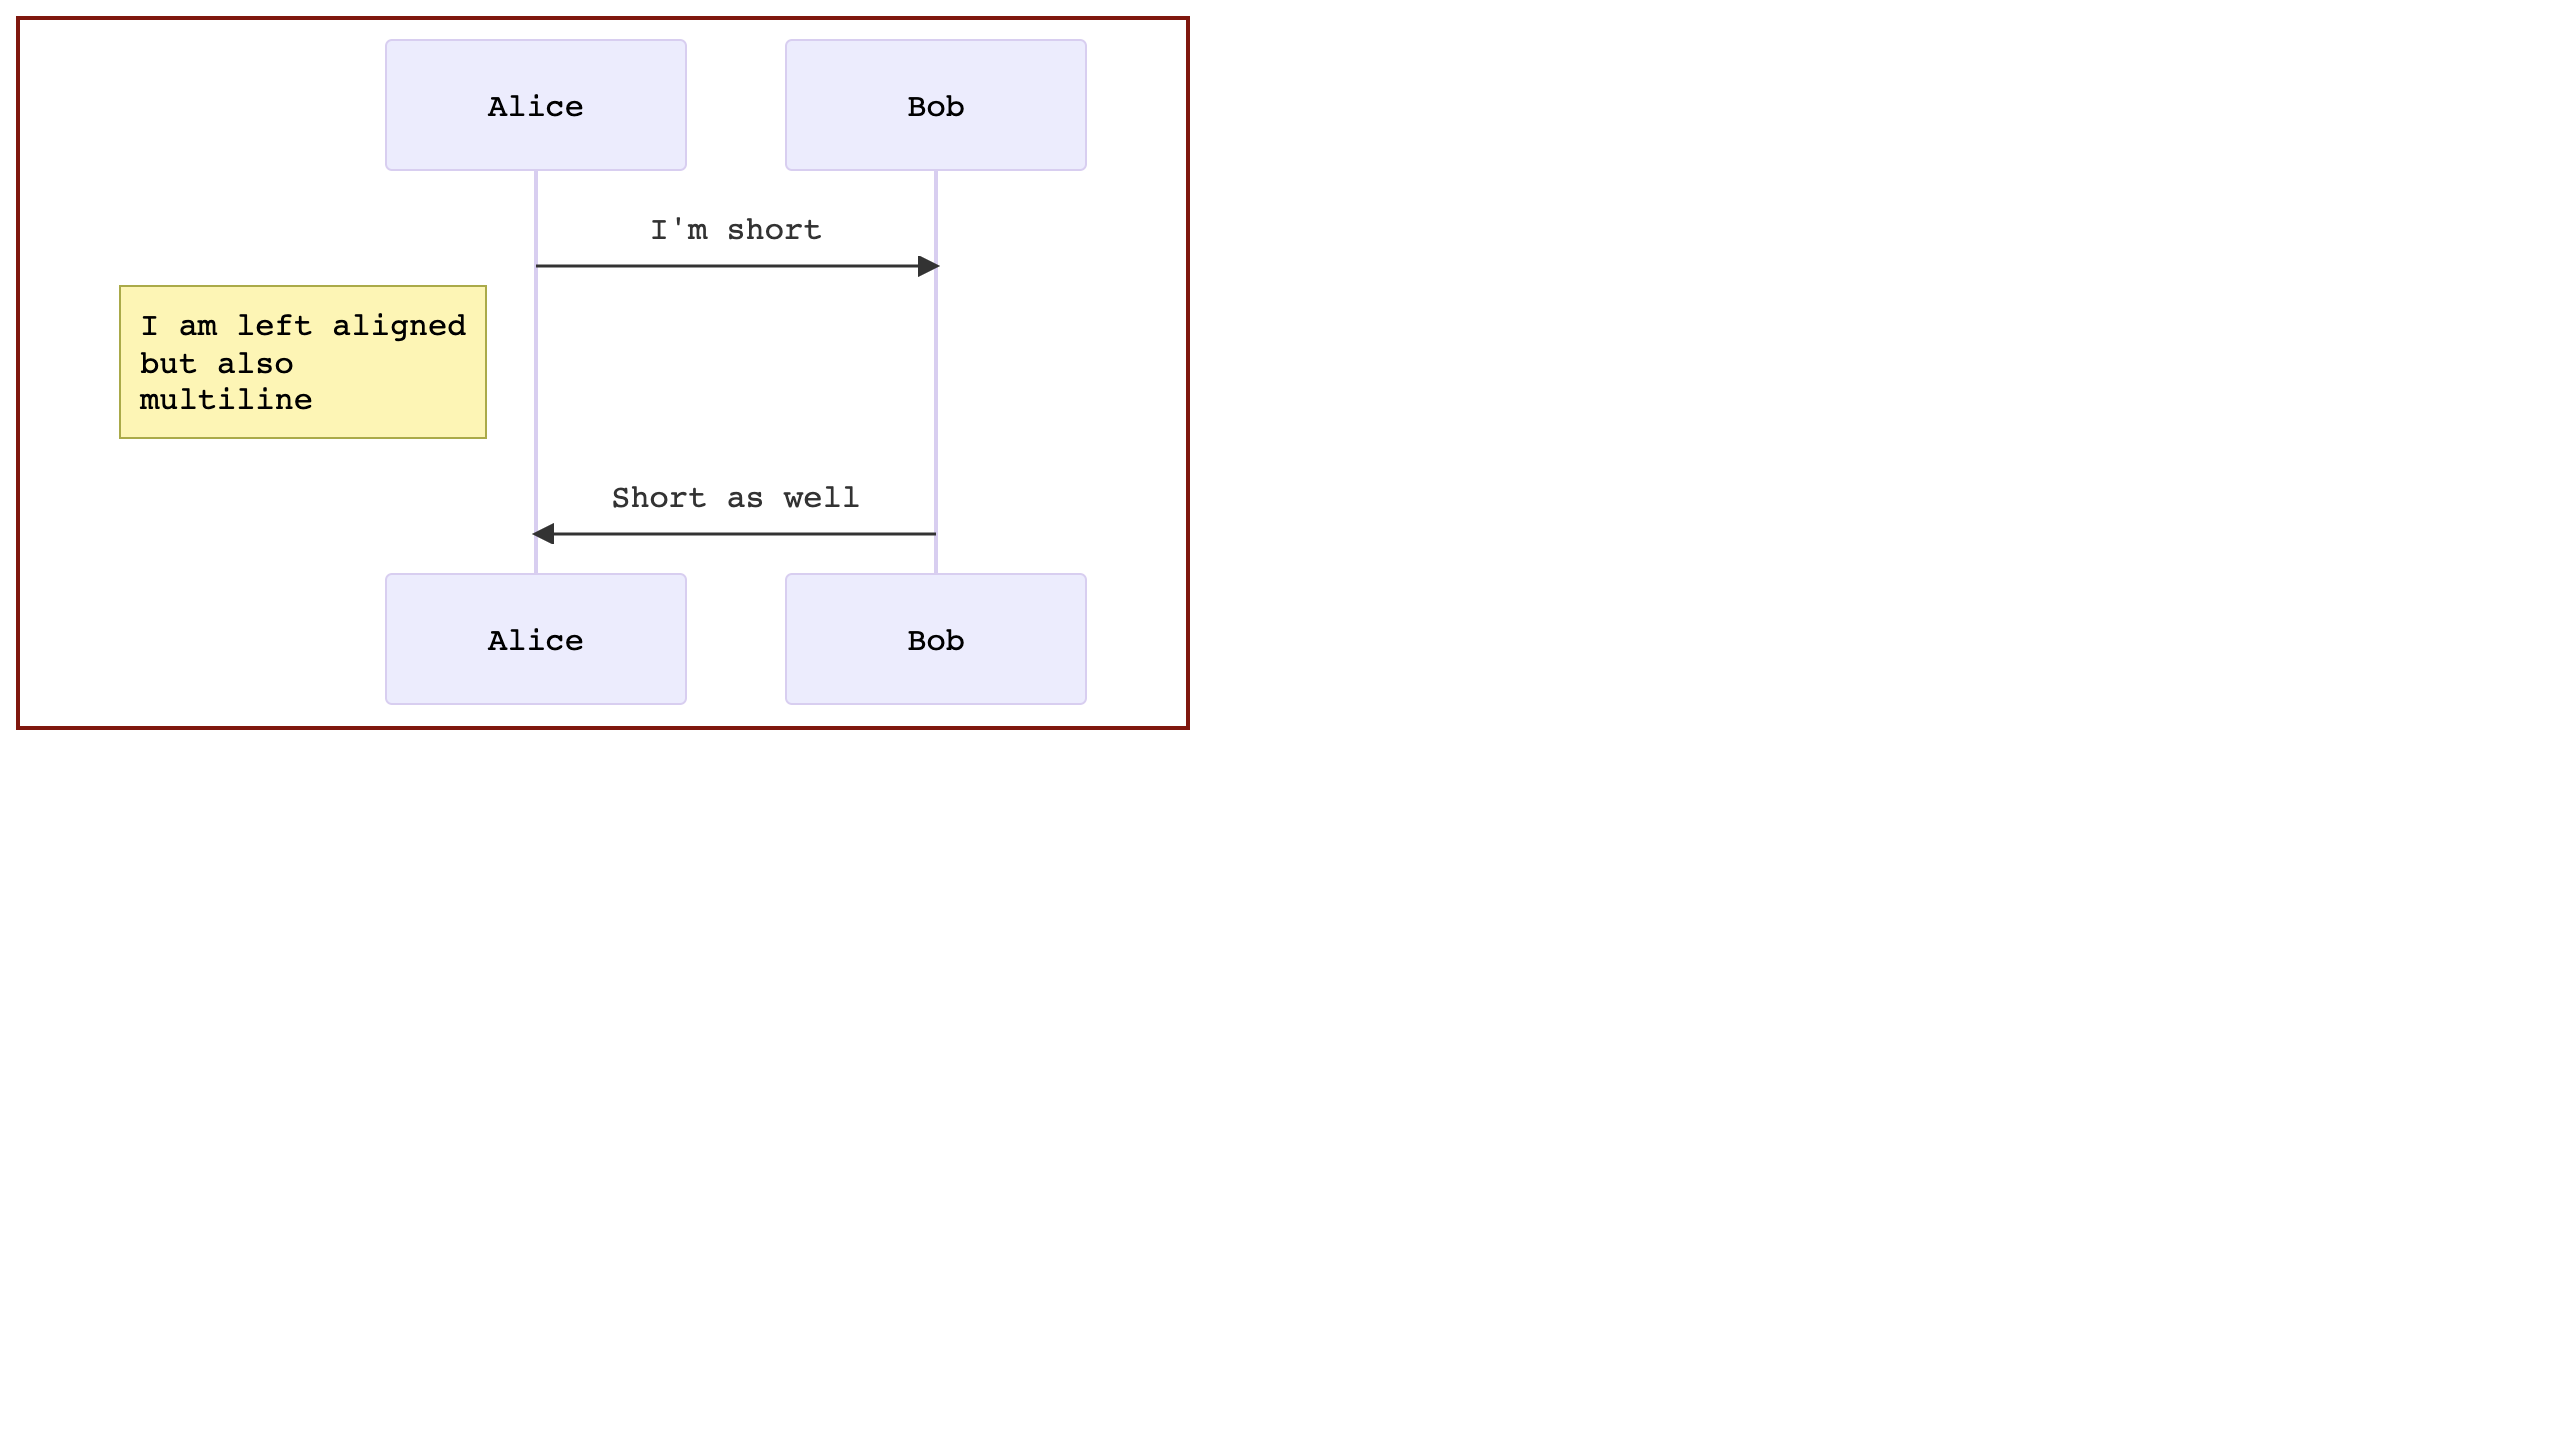 Alice
Bob
I'm short
I am left aligned
but also
multiline
Short as well
Alice
Bob